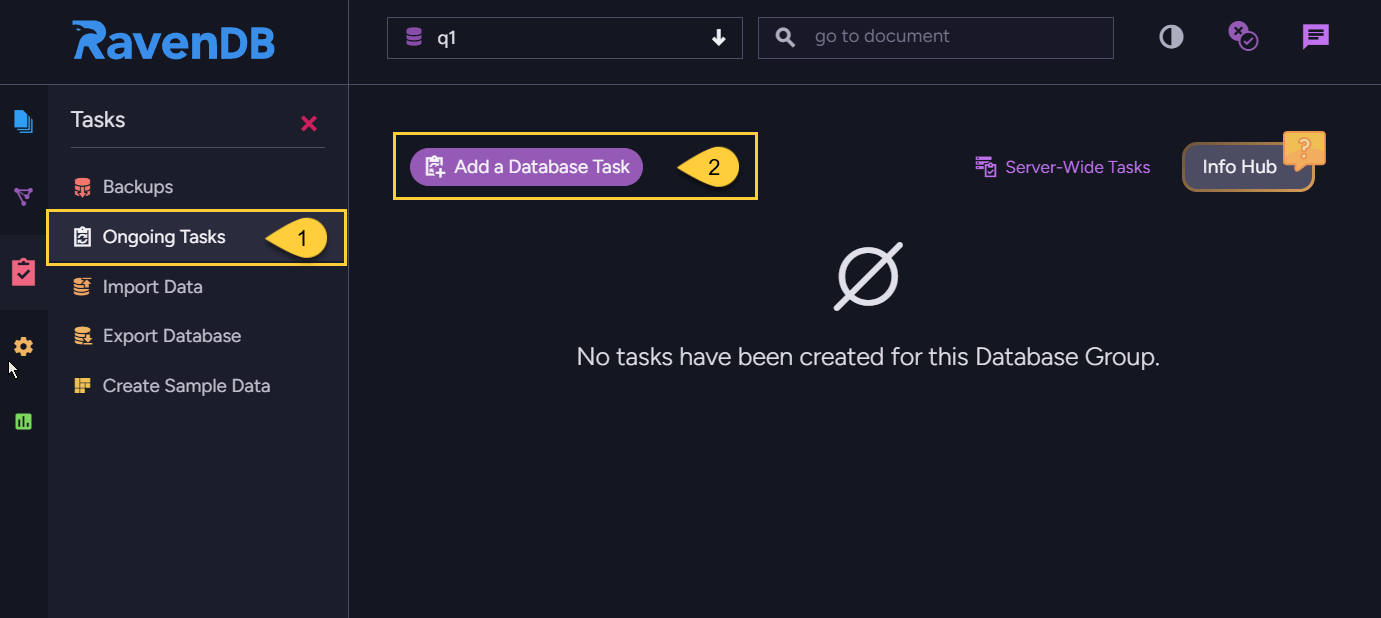 RavenDB
q1
go to document
Tasks
Backups
Ongoing Tasks
1
Import Data
Export Database
Create Sample Data
Add a Database Task
2
Server-Wide Tasks
Info Hub
?
No tasks have been created for this Database Group.